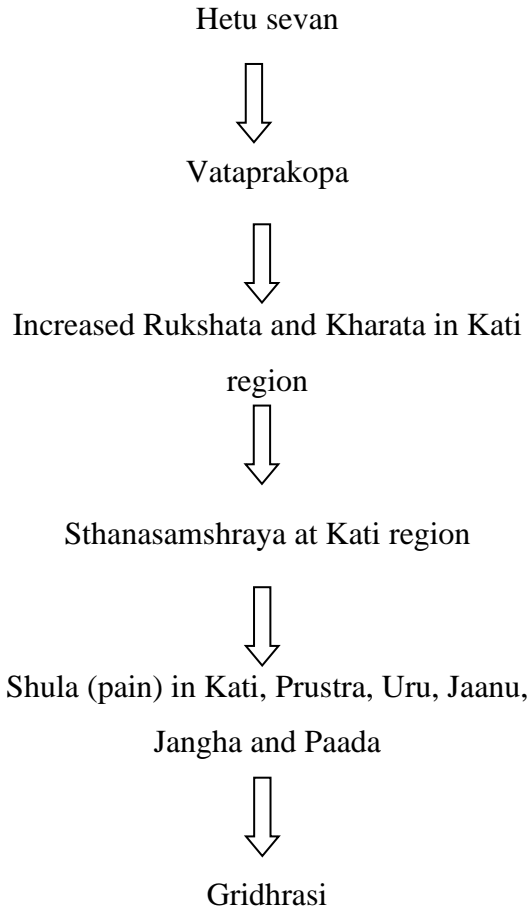 Hetu sevan
Vataprakopa
Increased Rukshata and Kharata in Kati
region
Sthanasamshraya at Kati region
Shula (pain) in Kati, Prustra, Uru, Jaanu,
Jangha and Paada
Gridhrasi